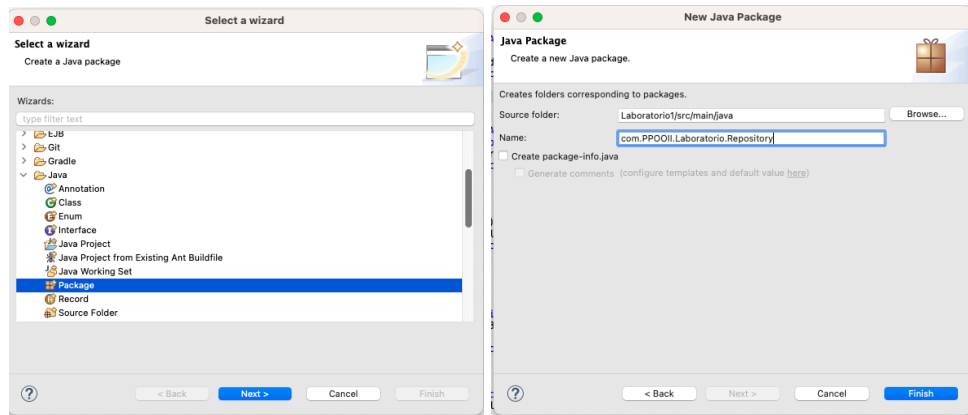 Select a wizard
Select a wizard
Create a Java package
Wizards:
type filter text
EJB
Git
Gradle
Java
Annotation
Class
Enum
Interface
Java Project
Java Project from Existing Ant Buildfile
Java Working Set
Package
Record
Source Folder
? < Back Next > Cancel Finish
New Java Package
Java Package
Create a new Java package.
Creates folders corresponding to packages.
Source folder: Laboratorio1/src/main/java Browse...
Name: com.PPOOII.Laboratorio.Repository
Create package-info.java
Generate comments (configure templates and default value here)
? < Back Next > Cancel Finish